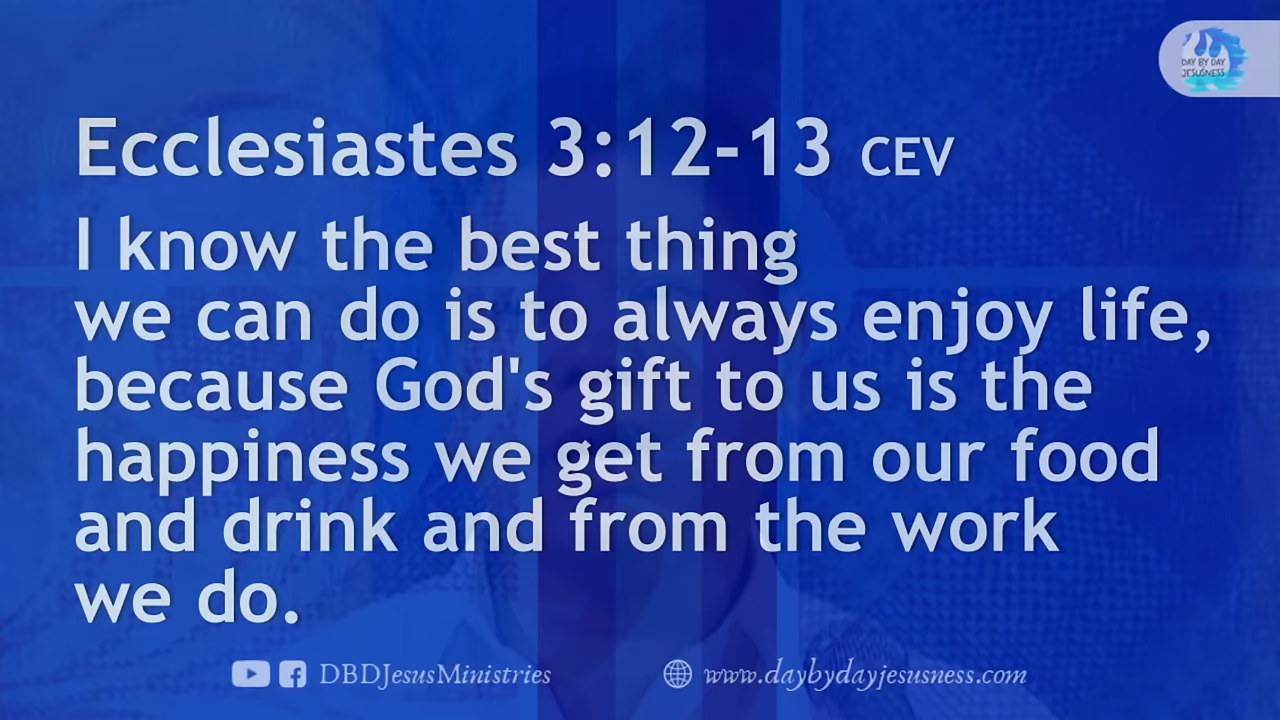 DAY BY DAY
JESUSNESS
Ecclesiastes 3:12-13 CEV
I know the best thing
we can do is to always enjoy life,
because God's gift to us is the
happiness we get from our food
and drink and from the work
we do.
DBDJesusMinistries
www.daybydayjesusness.com